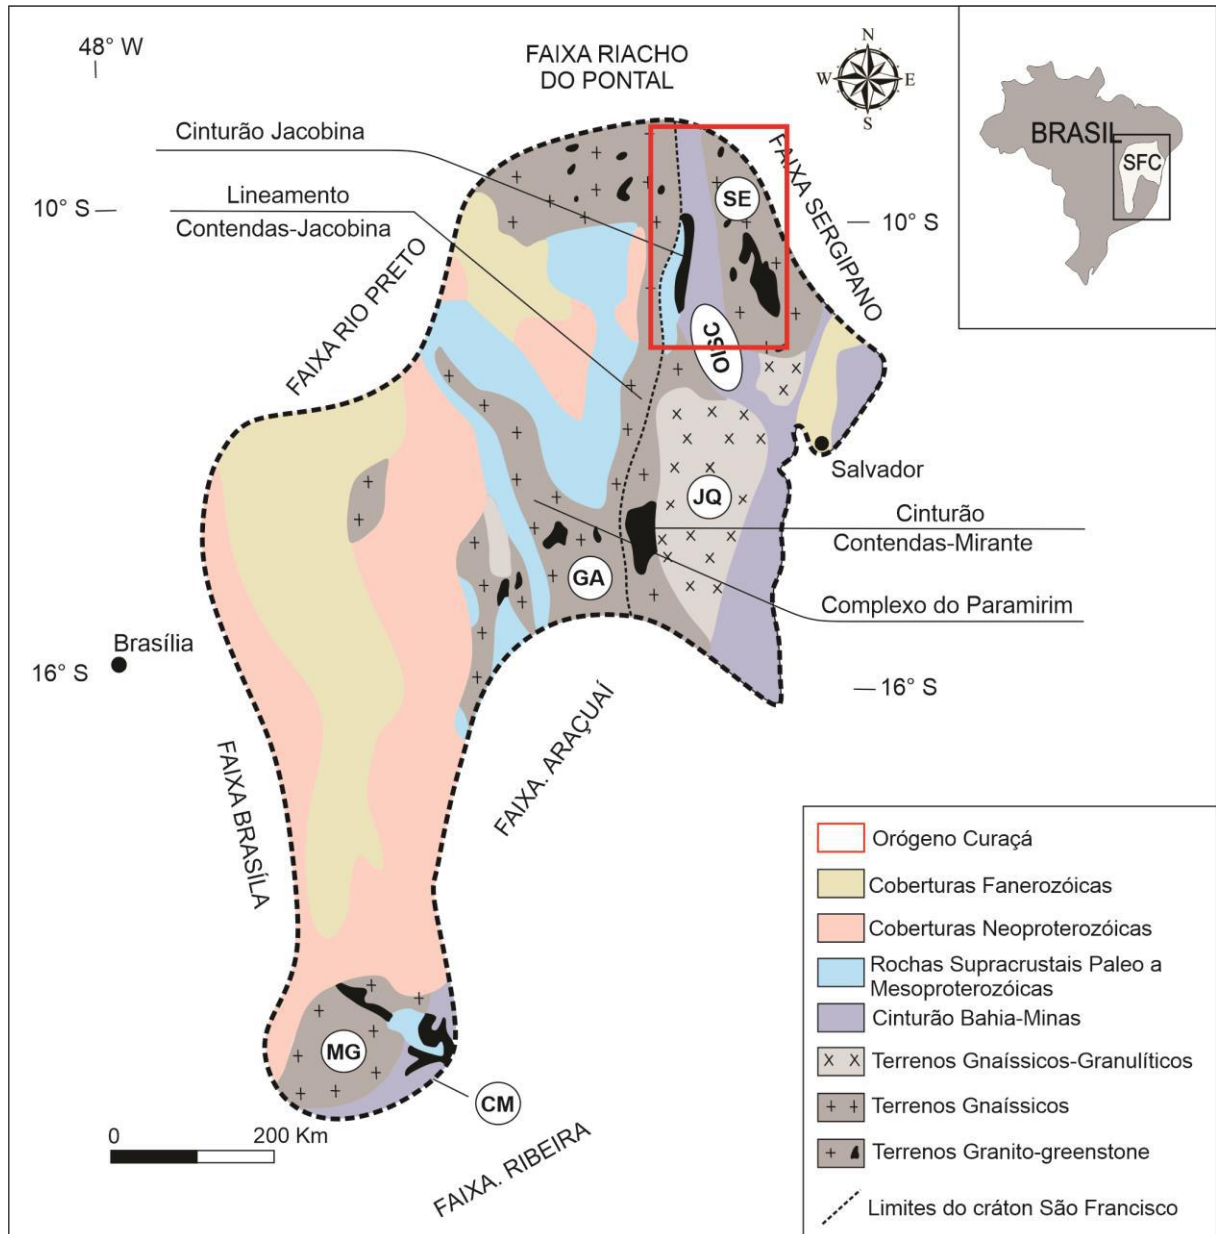 48° W
FAIXA RIACHO
DO PONTAL
N
W
E
S
BRASIL
SFC
Cinturão Jacobina
Lineamento
Contendas-Jacobina
10° S
10° S
FAIXA SERGIPANO
SE
FAIXA RIO PRETO
OISC
Salvador
JQ
Cinturão
Contendas-Mirante
GA
Complexo do Paramirim
Brasília
16° S
16° S
FAIXA. ARAÇUAÍ
FAIXA BRASÍLA
MG
CM
0
200 Km
FAIXA. RIBEIRA
Orógeno Curaçá
Coberturas Fanerozóicas
Coberturas Neoproterozóicas
Rochas Supracrustais Paleo a
Mesoproterozóicas
Cinturão Bahia-Minas
Terrenos Gnaíssicos-Granulíticos
Terrenos Gnaíssicos
Terrenos Granito-greenstone
Limites do cráton São Francisco